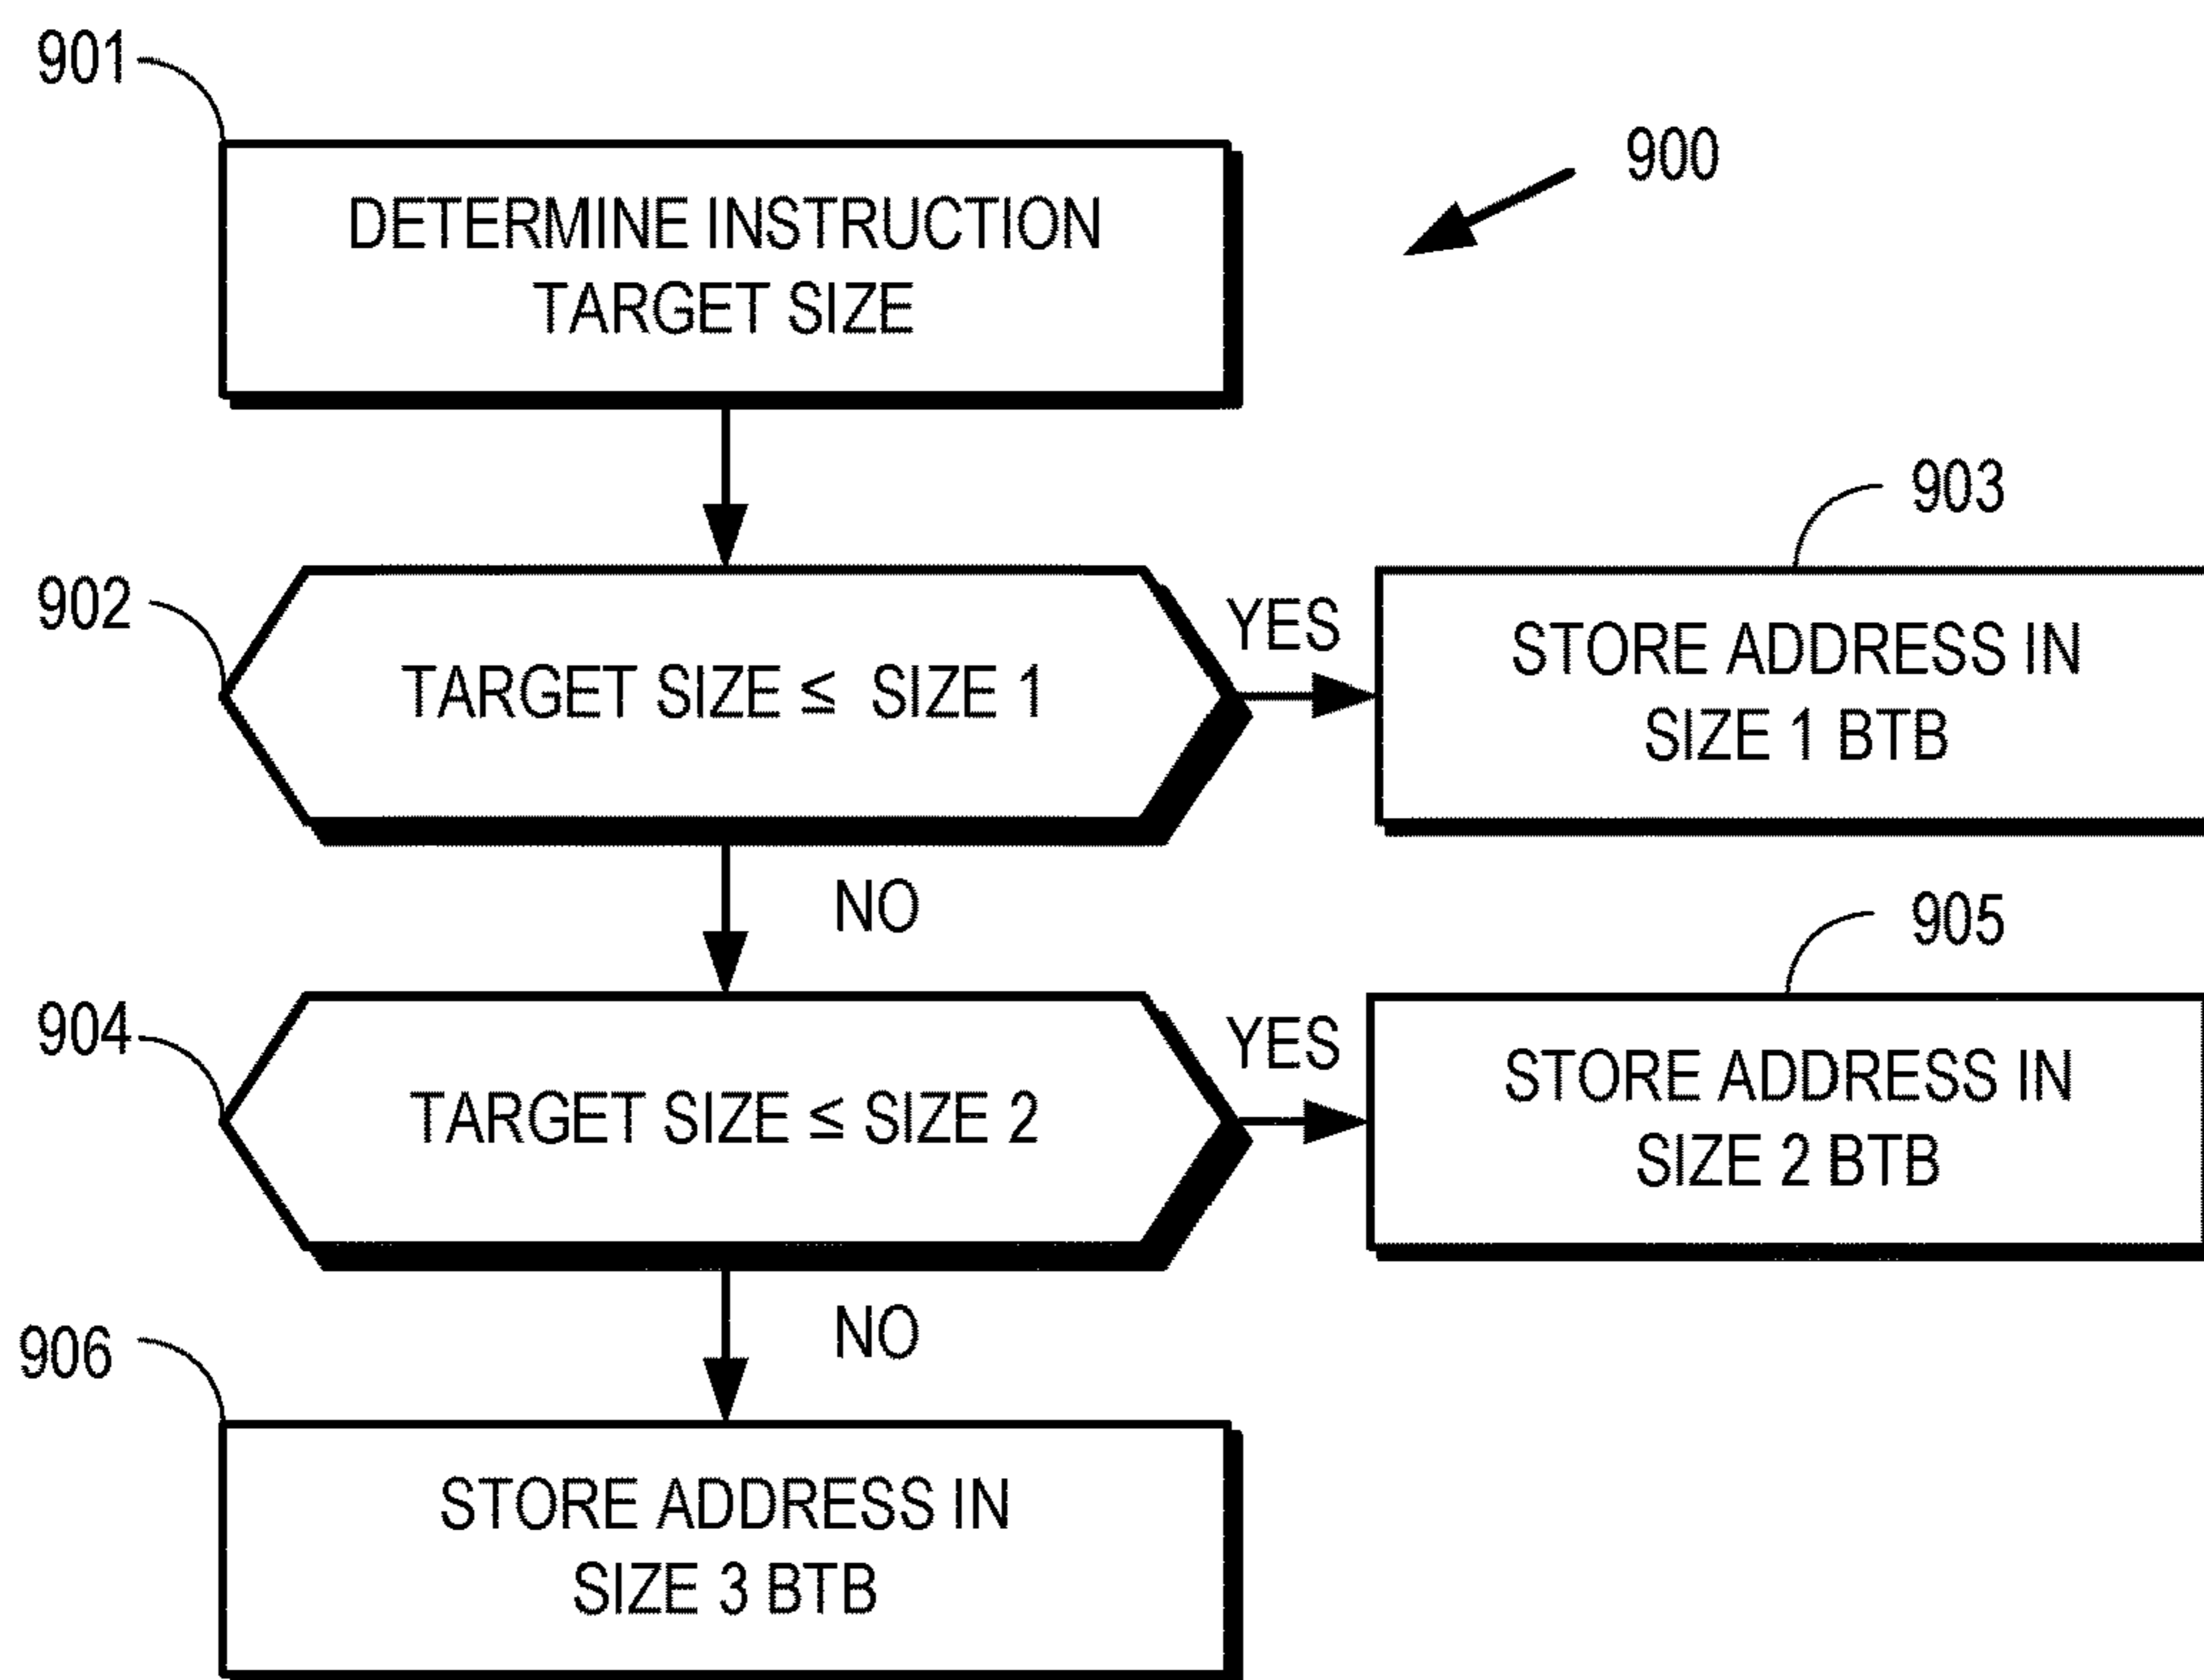 901
900
DETERMINE INSTRUCTION
TARGET SIZE
903
902
TARGET SIZE ≤ SIZE 1
YES
STORE ADDRESS IN
SIZE 1 BTB
NO
905
904
TARGET SIZE ≤ SIZE 2
YES
STORE ADDRESS IN
SIZE 2 BTB
NO
906
STORE ADDRESS IN
SIZE 3 BTB